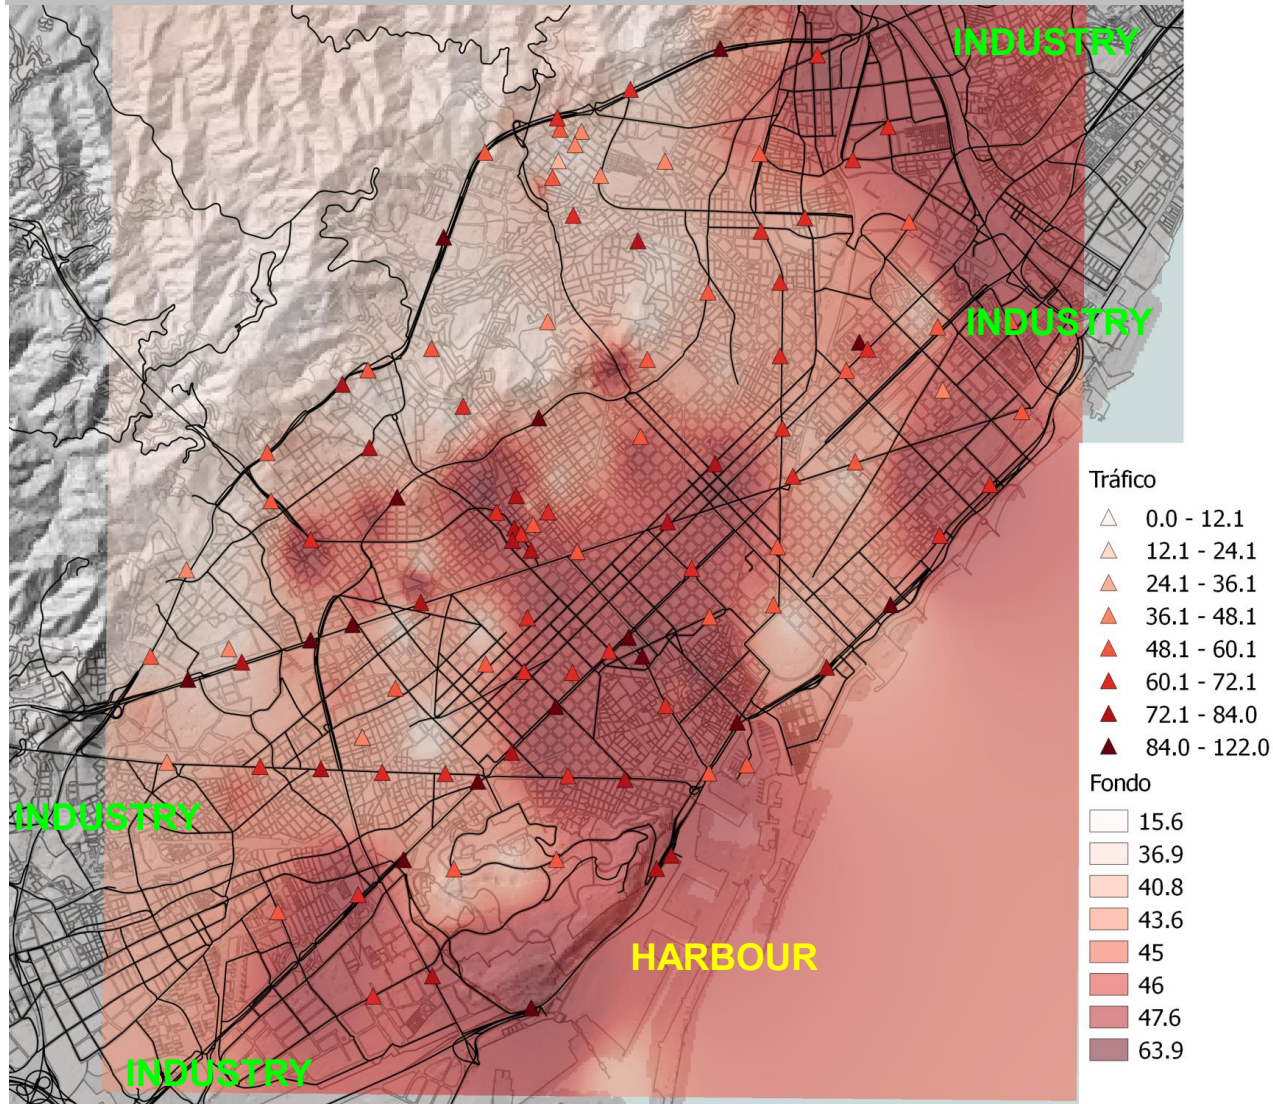 INDUSTRY
INDUSTRY
Tráfico
0.0 - 12.1
12.1 - 24.1
24.1 - 36.1
36.1 - 48.1
48.1 - 60.1
60.1 - 72.1
72.1 - 84.0
84.0 - 122.0
Fondo
15.6
36.9
40.8
43.6
45
46
47.6
63.9
INDUSTRY
HARBOUR
INDUSTRY